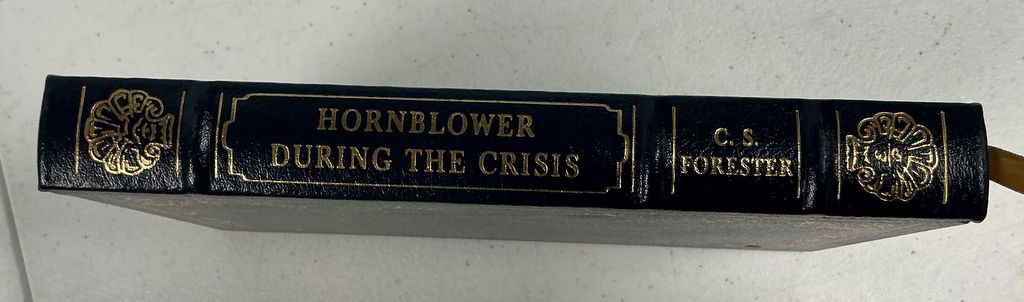 HORNBLOWER
DURING THE CRISIS
C. S.
FORESTER